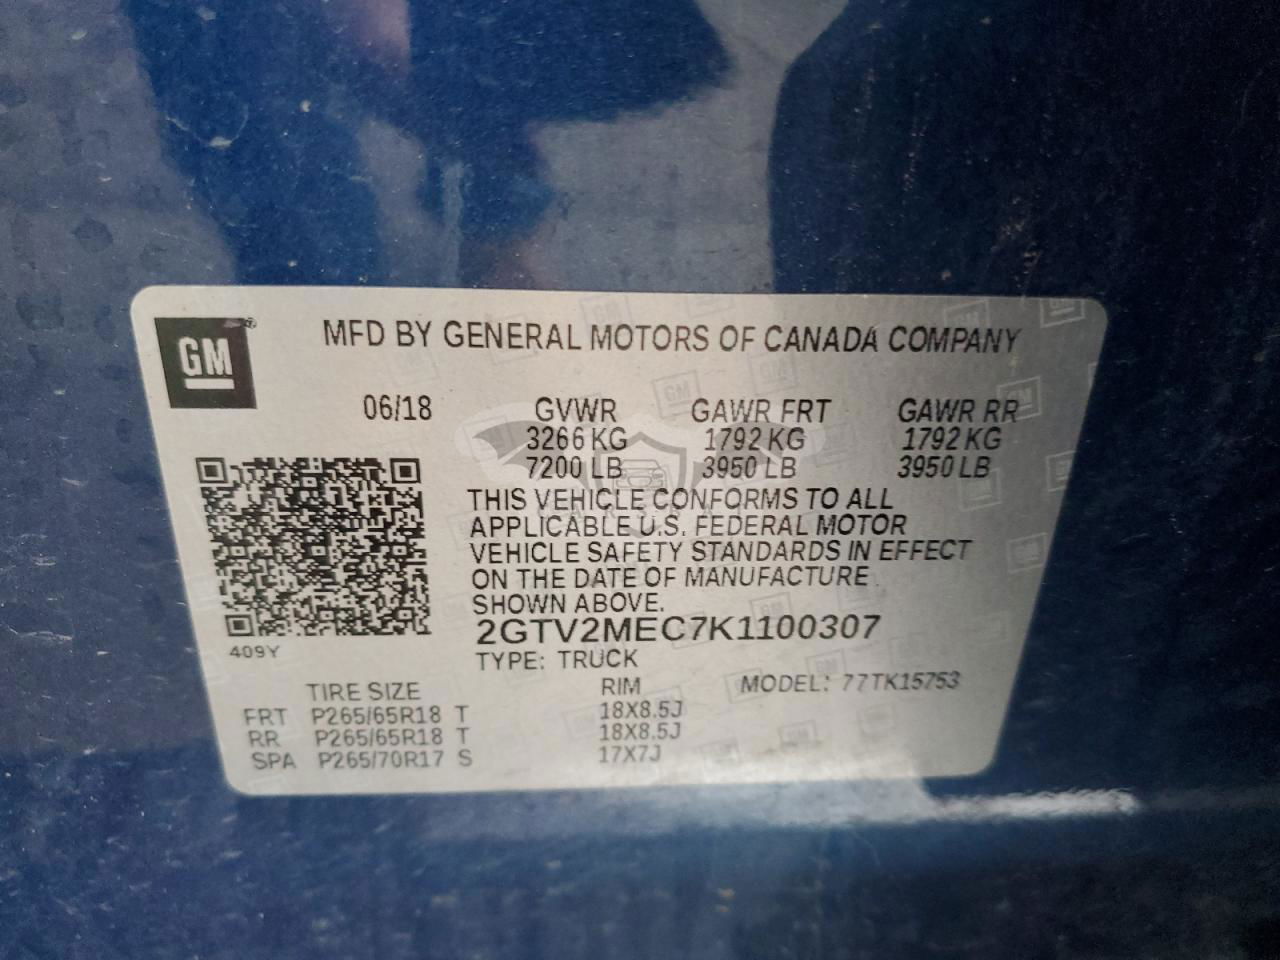 GM
MFD BY GENERAL MOTORS OF CANADA COMPANY
06/18 GVWR GAWR FRT GAWR RR
3266 KG 1792 KG 1792 KG
7200 LB 3950 LB 3950 LB
THIS VEHICLE CONFORMS TO ALL
APPLICABLE U.S. FEDERAL MOTOR
VEHICLE SAFETY STANDARDS IN EFFECT
ON THE DATE OF MANUFACTURE
SHOWN ABOVE.
2GTV2MEC7K1100307
409Y
TYPE: TRUCK
TIRE SIZE RIM MODEL: 77TK15753
FRT P265/65R18 T 18X8.5J
RR P265/65R18 T 18X8.5J
SPA P265/70R17 S 17X7J